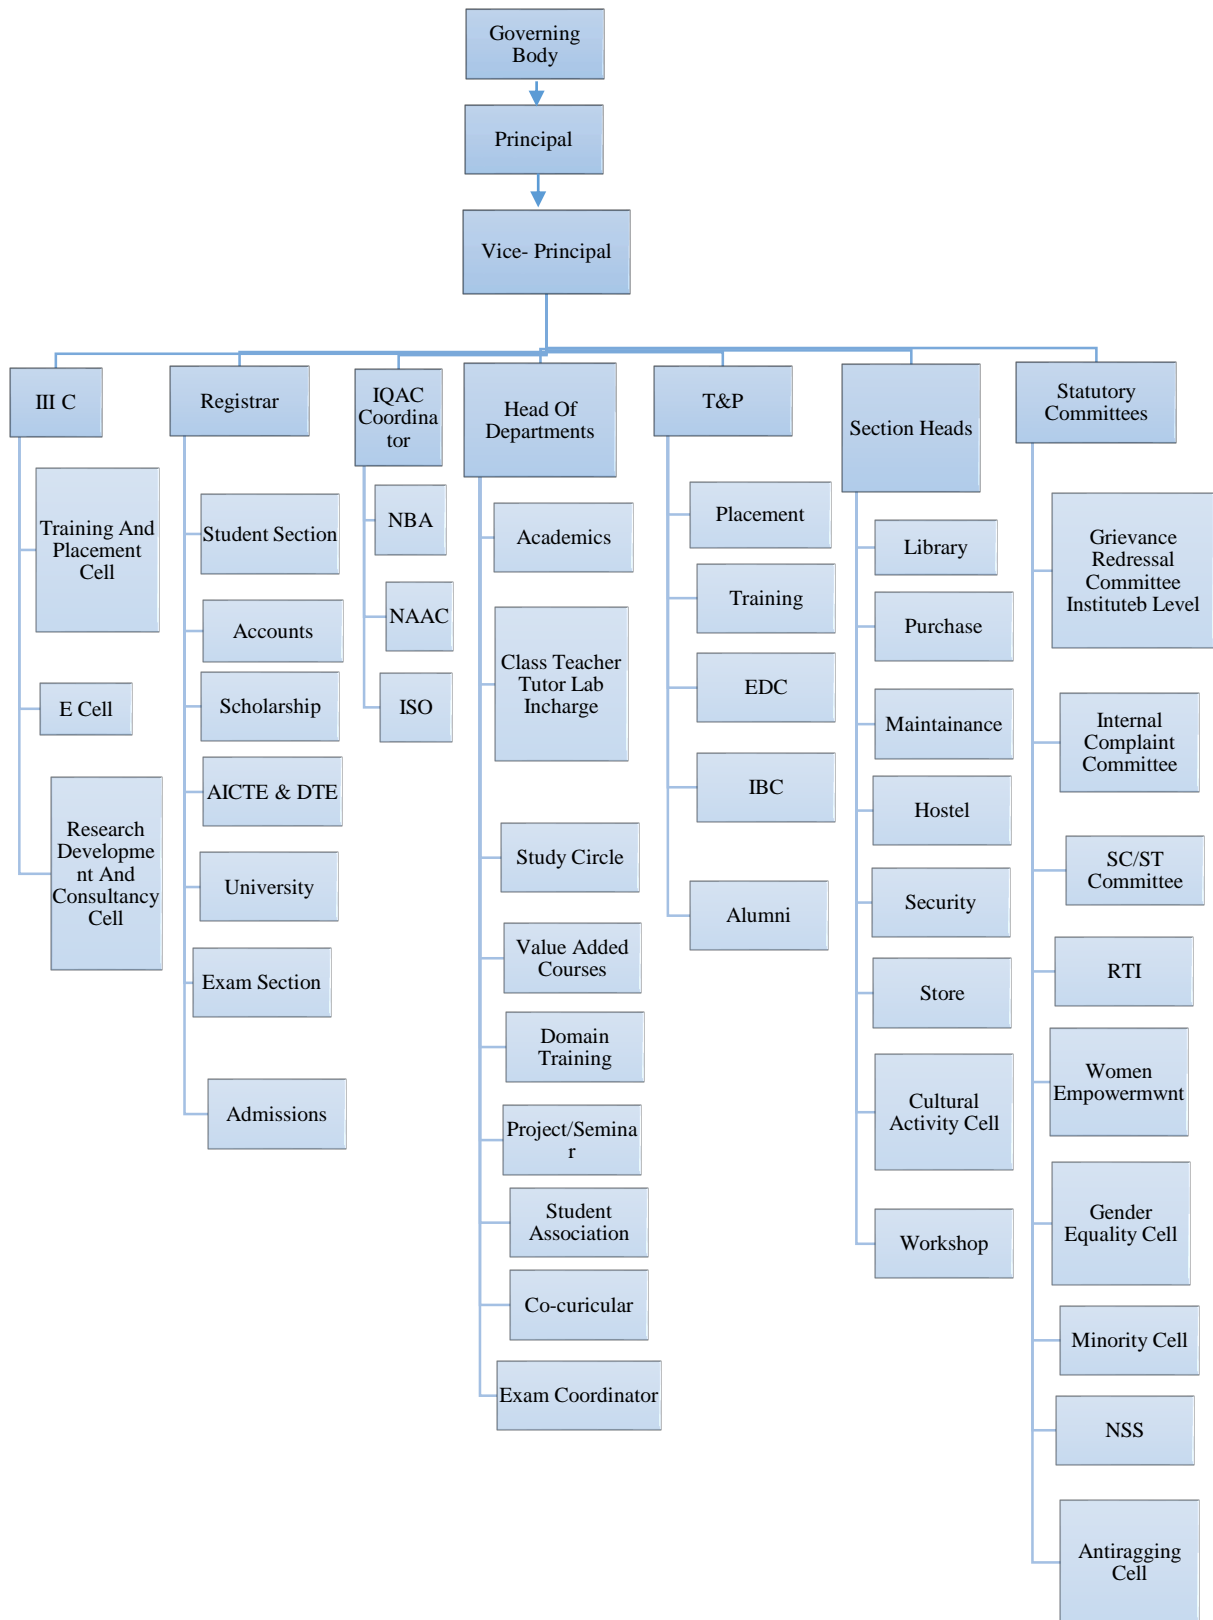 Governing
Body
Principal
Vice- Principal
III C
Training And
Placement
Cell
E Cell
Research
Developme
nt And
Consultancy
Cell
Registrar
Student Section
Accounts
Scholarship
AICTE & DTE
University
Exam Section
Admissions
IQAC
Coordina
tor
NBA
NAAC
ISO
Head Of
Departments
Academics
Class Teacher
Tutor Lab
Incharge
Study Circle
Value Added
Courses
Domain
Training
Project/Semina
r
Student
Association
Co-curicular
Exam Coordinator
T&P
Placement
Training
EDC
IBC
Alumni
Section Heads
Library
Purchase
Maintainance
Hostel
Security
Store
Cultural
Activity Cell
Workshop
Statutory
Committees
Grievance
Redressal
Committee
Instituteb Level
Internal
Complaint
Committee
SC/ST
Committee
RTI
Women
Empowermwnt
Gender
Equality Cell
Minority Cell
NSS
Antiragging
Cell